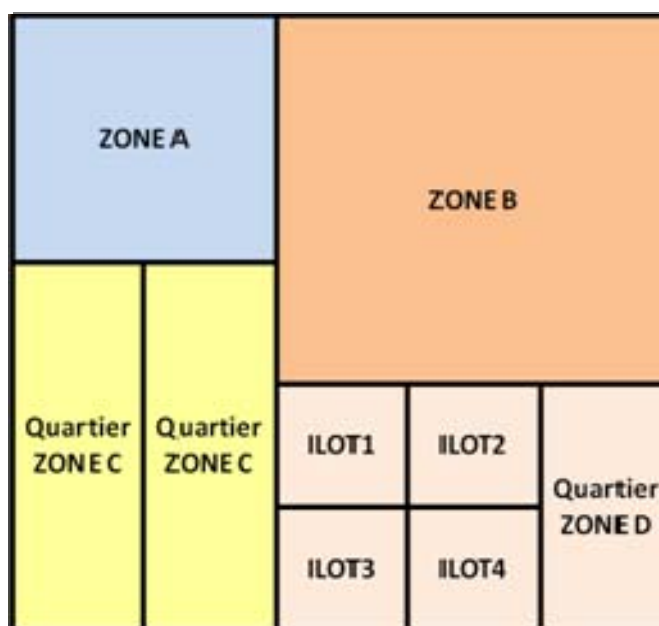 ZONE A
ZONE B
Quartier
ZONE C
Quartier
ZONE C
ILOT1
ILOT2
Quartier
ZONE D
ILOT3
ILOT4